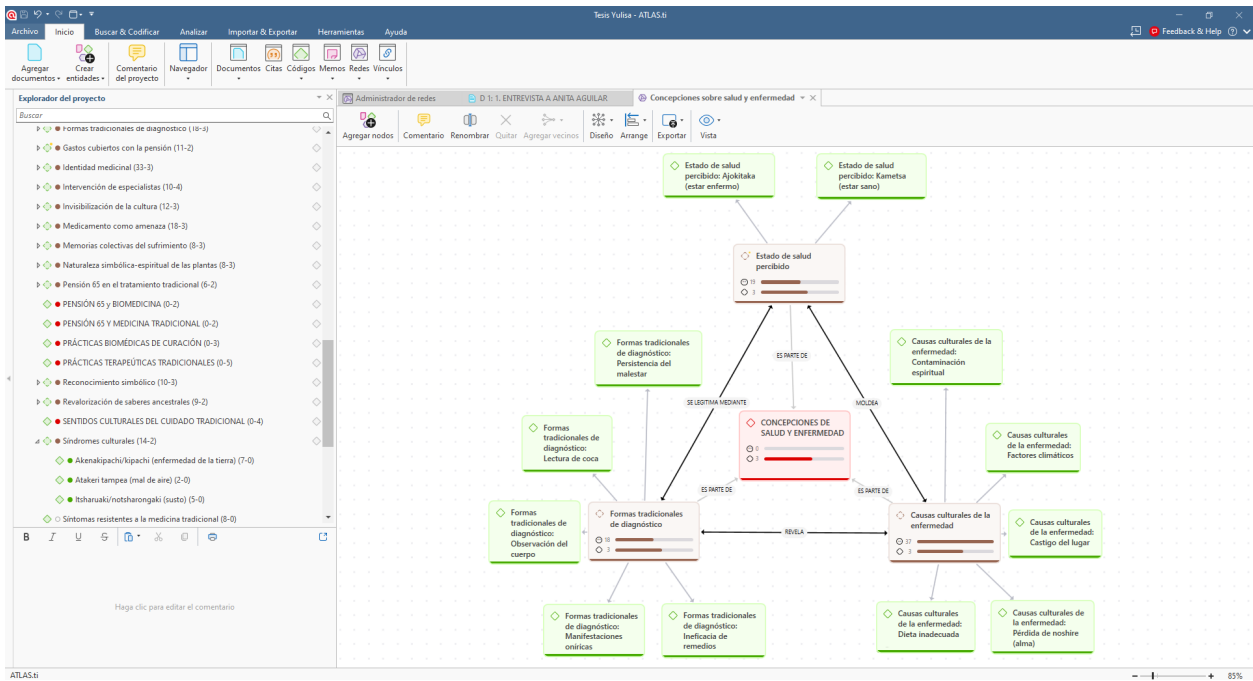 Tesis Yulisa - ATLAS.ti
Archivo Inicio Buscar & Codificar Analizar Importar & Exportar Herramientas Ayuda
Feedback & Help
Agregar documentos
Crear entidades
Comentario del proyecto
Navegador
Documentos Citas Códigos Memos Redes Vínculos
Explorador del proyecto
Buscar
Formas tradicionales de diagnóstico (18-3)
Gastos cubiertos con la pensión (11-2)
Identidad medicinal (33-3)
Intervención de especialistas (10-4)
Invisibilización de la cultura (12-3)
Medicamento como amenaza (18-3)
Memorias colectivas del sufrimiento (8-3)
Naturaleza simbólica-espiritual de las plantas (8-3)
Pensión 65 en el tratamiento tradicional (6-2)
PENSIÓN 65 y BIOMEDICINA (0-2)
PENSIÓN 65 Y MEDICINA TRADICIONAL (0-2)
PRÁCTICAS BIOMÉDICAS DE CURACIÓN (0-3)
PRÁCTICAS TERAPEÚTICAS TRADICIONALES (0-5)
Reconocimiento simbólico (10-3)
Revalorización de saberes ancestrales (9-2)
SENTIDOS CULTURALES DEL CUIDADO TRADICIONAL (0-4)
Síndromes culturales (14-2)
Akenakipachi/kipachi (enfermedad de la tierra) (7-0)
Atakeri tampea (mal de aire) (2-0)
Itsharuaki/notsharongaki (susto) (5-0)
Síntomas resistentes a la medicina tradicional (8-0)
B I U S
Haga clic para editar el comentario
Administrador de redes
D 1: 1. ENTREVISTA A ANITA AGUILAR
Concepciones sobre salud y enfermedad
Agregar nodos Comentario Renombrar Quitar Agregar vecinos Diseño Arrange Exportar Vista
Estado de salud
percibido: Ajokitaka
(estar enfermo)
Estado de salud
percibido: Kametsa
(estar sano)
Estado de salud
percibido
19
3
Formas tradicionales
de diagnóstico:
Persistencia del
malestar
ES PARTE DE
Causas culturales de la
enfermedad:
Contaminación
espiritual
SE LEGITIMA MEDIANTE
MOLDEA
CONCEPCIONES DE
SALUD Y ENFERMEDAD
0
3
Formas
tradicionales de
diagnóstico:
Lectura de coca
Causas culturales
de la enfermedad:
Factores climáticos
ES PARTE DE
ES PARTE DE
Formas
tradicionales de
diagnóstico:
Observación del
cuerpo
Formas tradicionales
de diagnóstico
18
3
REVELA
Causas culturales de la
enfermedad
37
3
Causas culturales
de la enfermedad:
Castigo del lugar
Formas tradicionales
de diagnóstico:
Manifestaciones
oníricas
Formas tradicionales
de diagnóstico:
Ineficacia de
remedios
Causas culturales
de la enfermedad:
Dieta inadecuada
Causas culturales de
la enfermedad:
Pérdida de noshire
(alma)
ATLAS.ti
85%